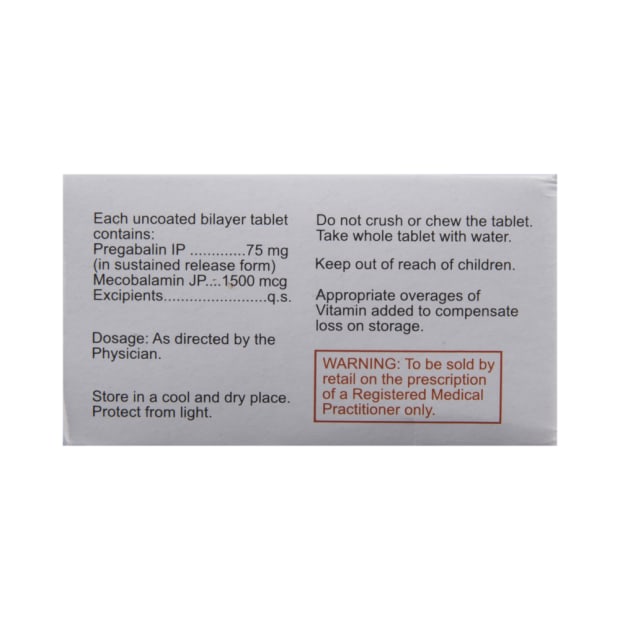 Each uncoated bilayer tablet
contains:
Pregabalin IP .............75 mg
(in sustained release form)
Mecobalamin JP....1500 mcg
Excipients........................q.s.
Dosage: As directed by the
Physician.
Store in a cool and dry place.
Protect from light.
Do not crush or chew the tablet.
Take whole tablet with water.
Keep out of reach of children.
Appropriate overages of
Vitamin added to compensate
loss on storage.
WARNING: To be sold by
retail on the prescription
of a Registered Medical
Practitioner only.